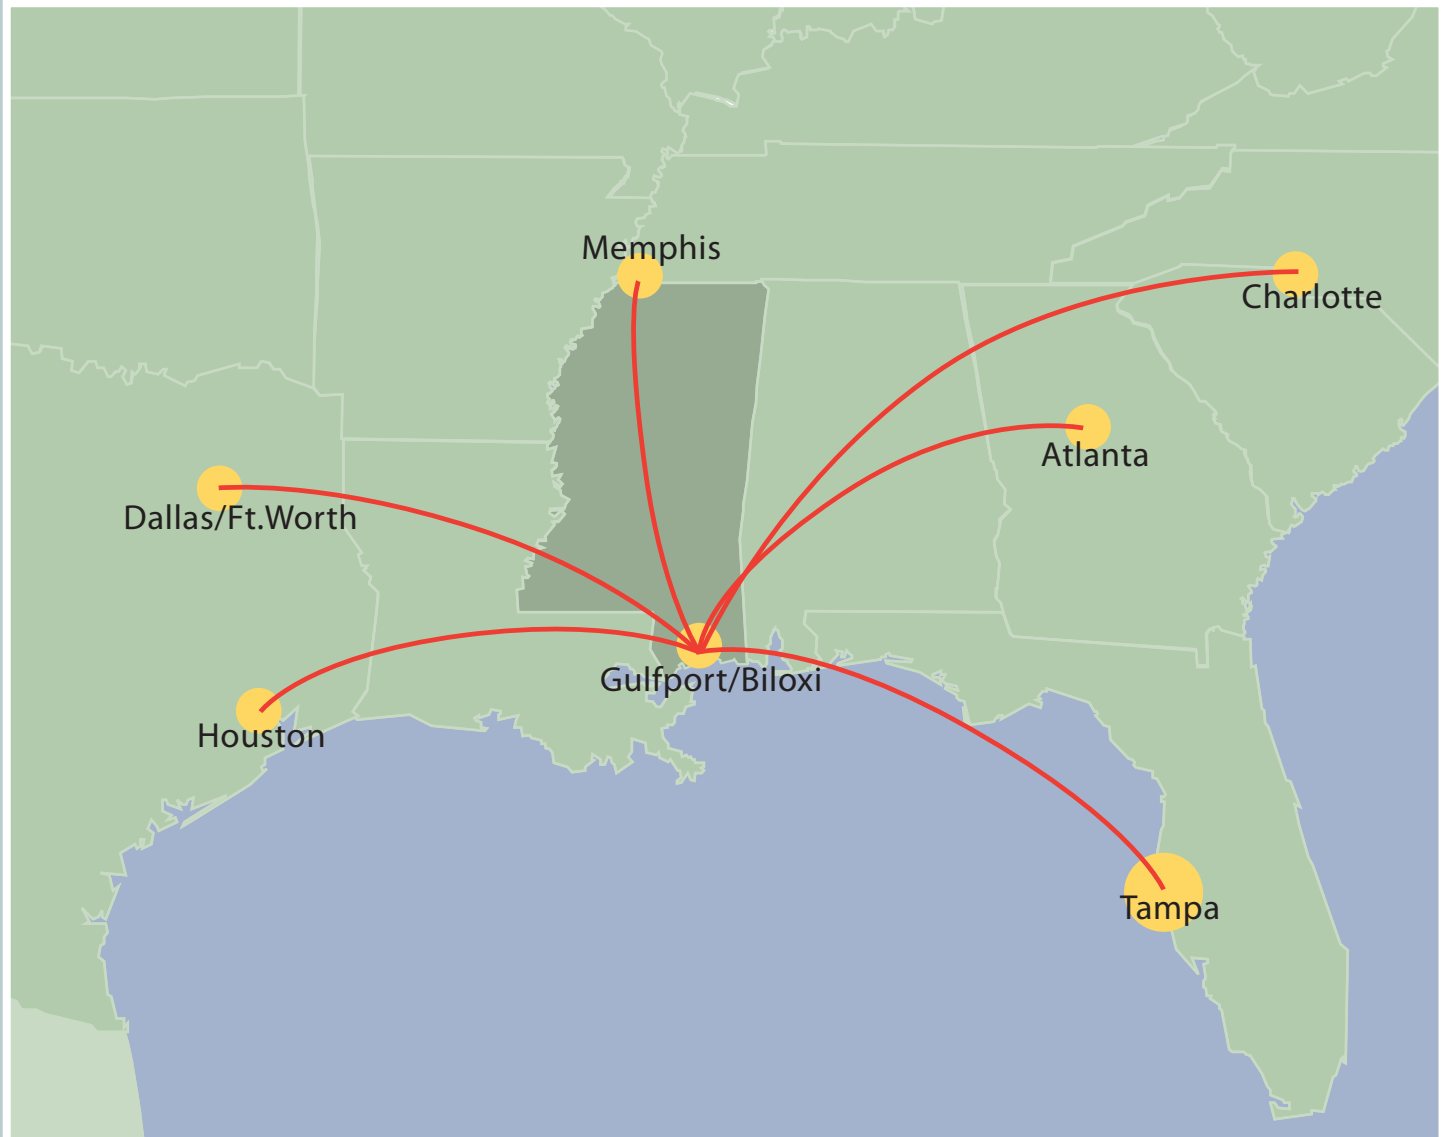 Memphis
Charlotte
Atlanta
Dallas/Ft.Worth
Gulfport/Biloxi
Houston
Tampa